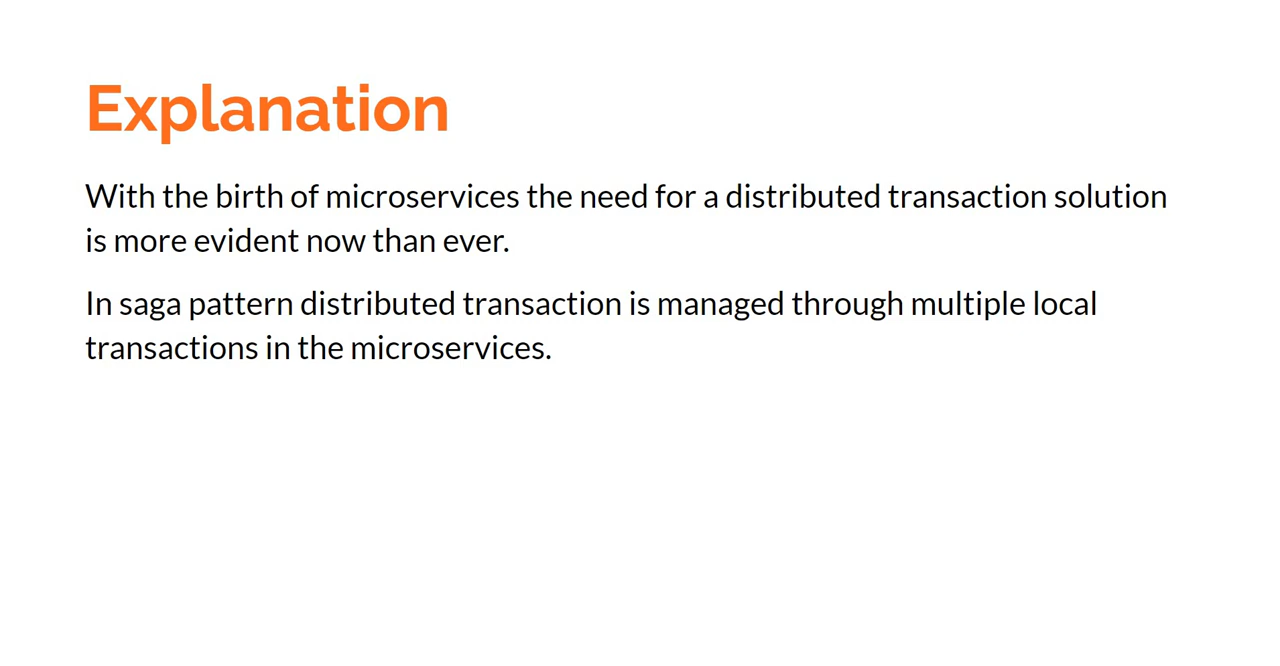 Explanation
With the birth of microservices the need for a distributed transaction solution
is more evident now than ever.
In saga pattern distributed transaction is managed through multiple local
transactions in the microservices.